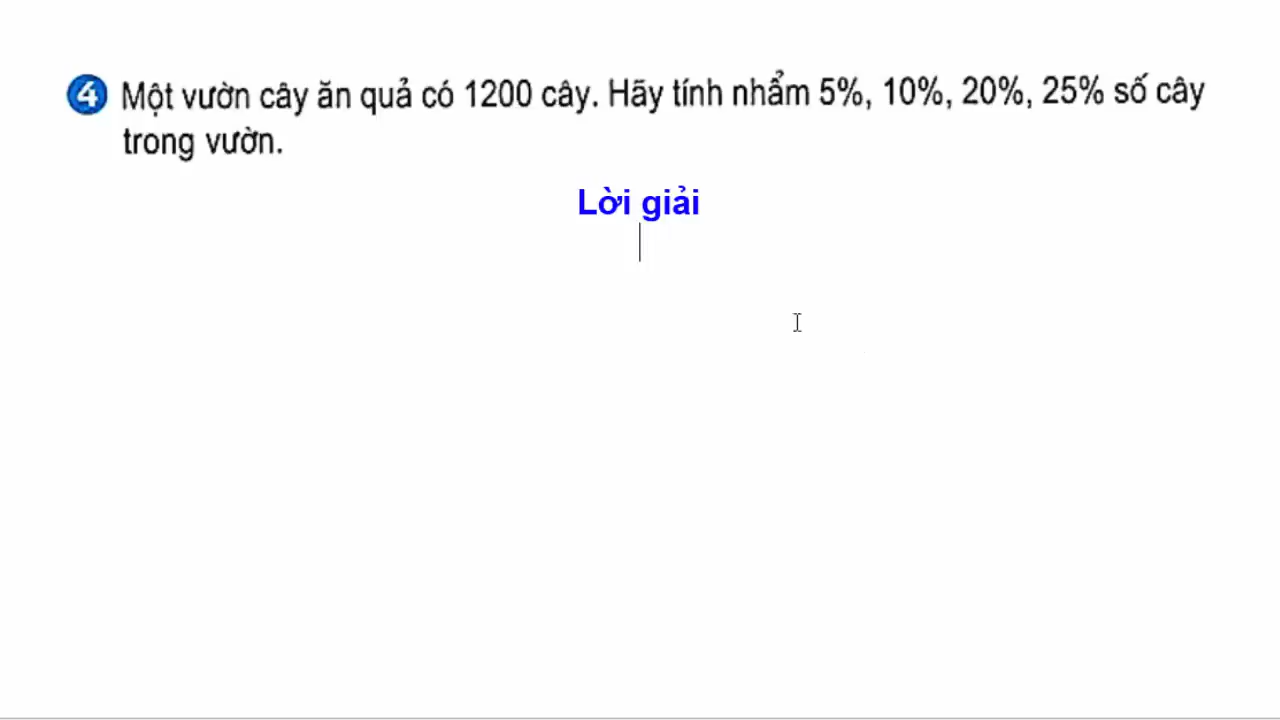 4 Một vườn cây ăn quả có 1200 cây. Hãy tính nhẩm 5%, 10%, 20%, 25% số cây
trong vườn.
Lời giải